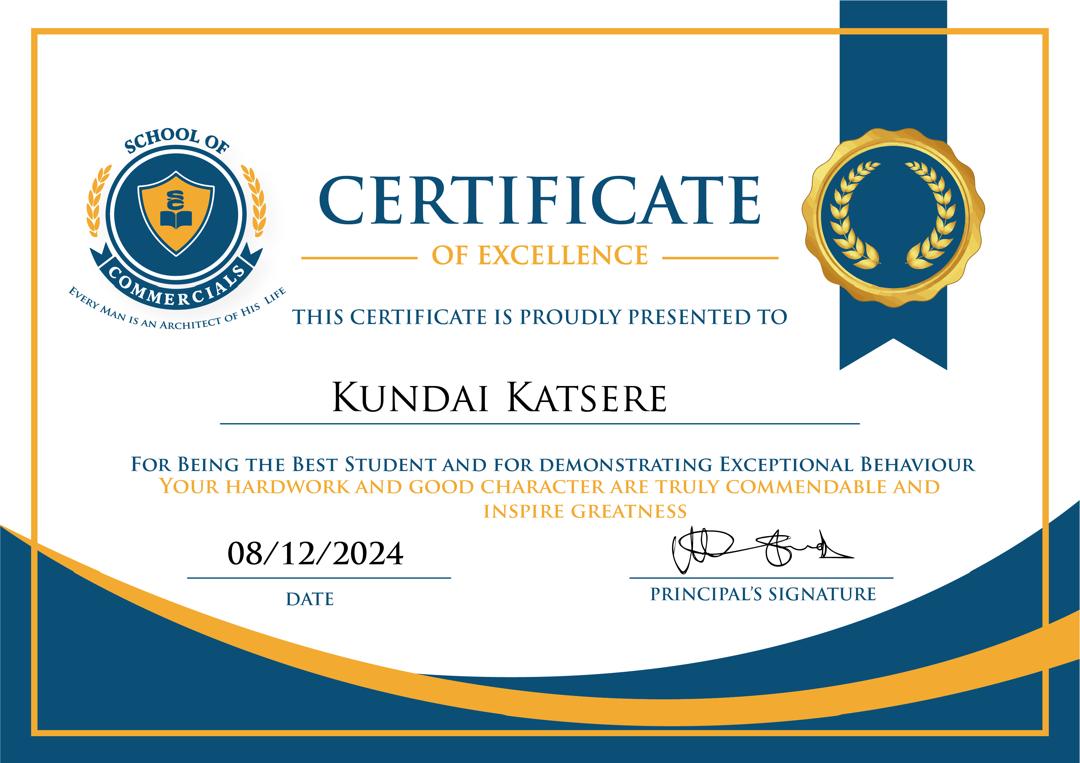 SCHOOL OF
COMMERCIALS
EVERY MAN IS AN ARCHITECT OF HIS LIFE
CERTIFICATE
OF EXCELLENCE
THIS CERTIFICATE IS PROUDLY PRESENTED TO
KUNDAI KATSERE
FOR BEING THE BEST STUDENT AND FOR DEMONSTRATING EXCEPTIONAL BEHAVIOUR
YOUR HARDWORK AND GOOD CHARACTER ARE TRULY COMMENDABLE AND
INSPIRE GREATNESS
08/12/2024
DATE
PRINCIPAL'S SIGNATURE